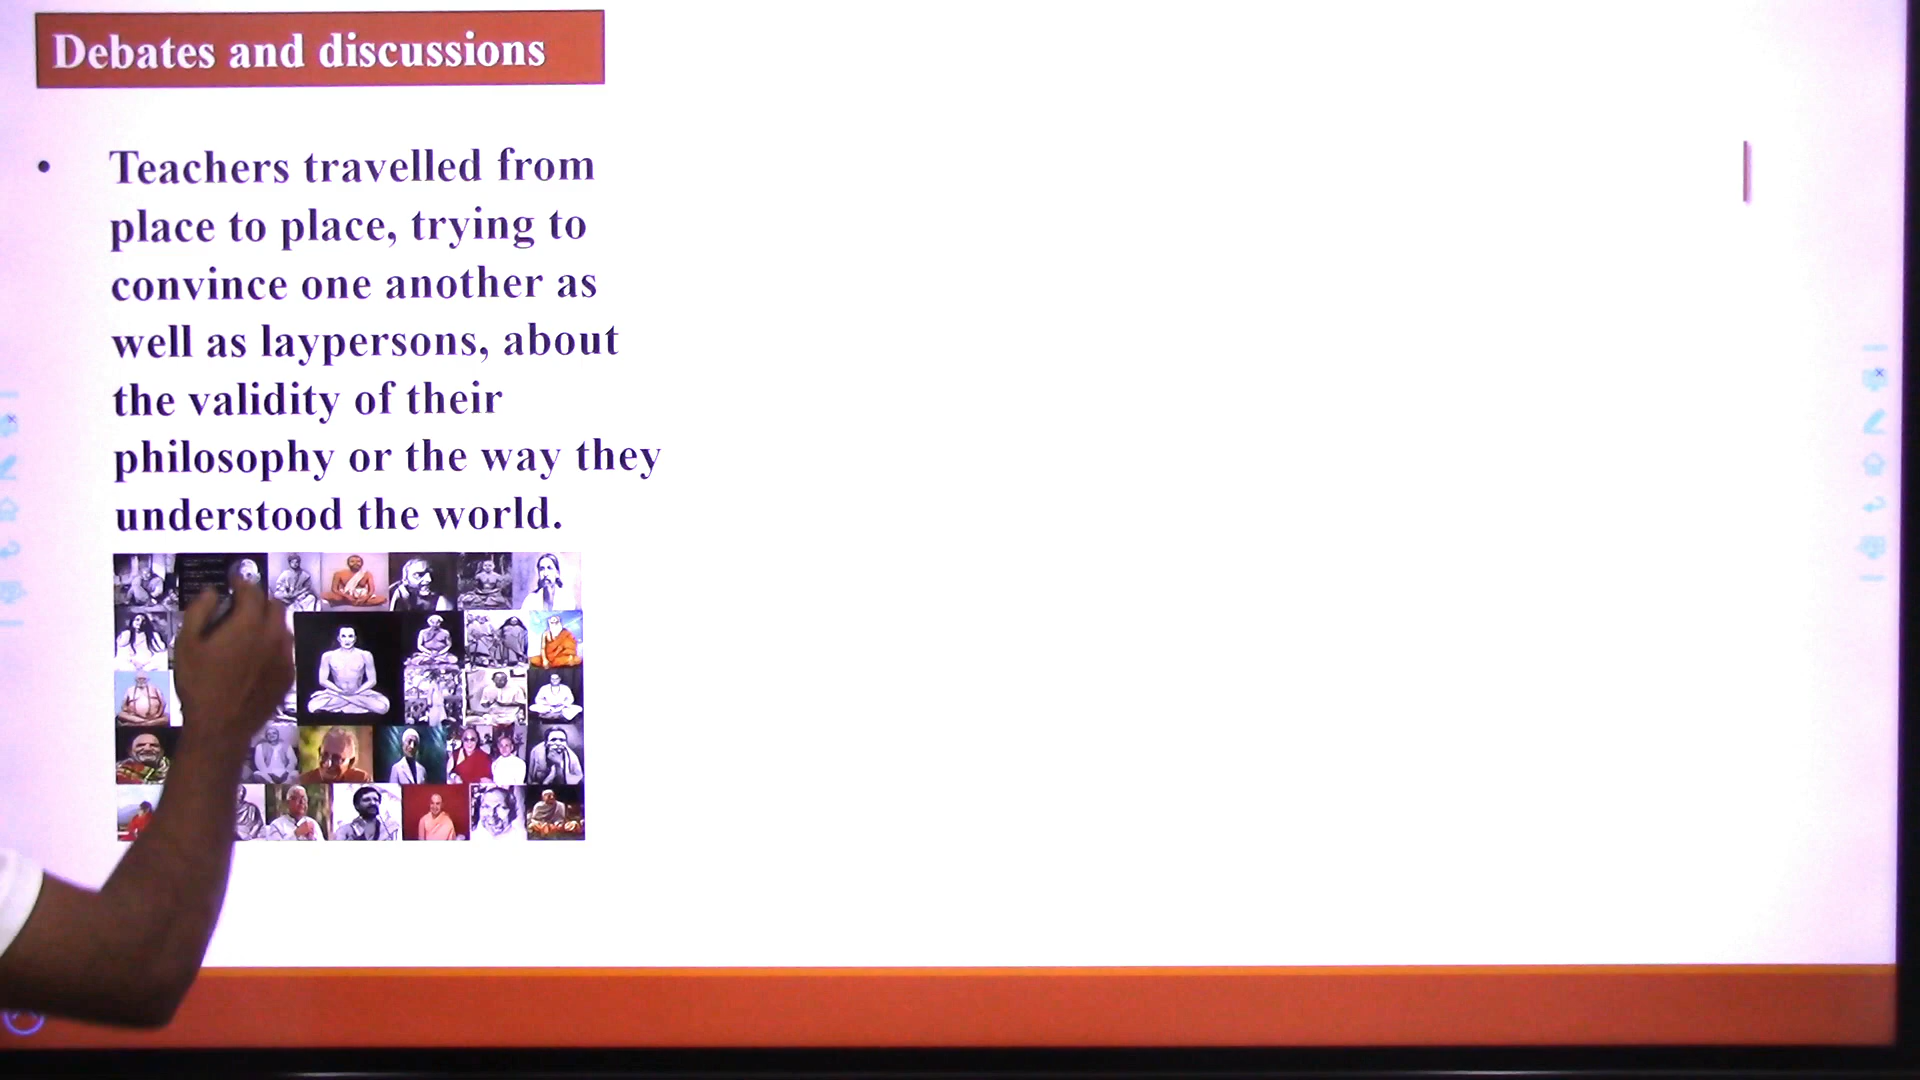 Debates and discussions
• Teachers travelled from
place to place, trying to
convince one another as
well as laypersons, about
the validity of their
philosophy or the way they
understood the world.